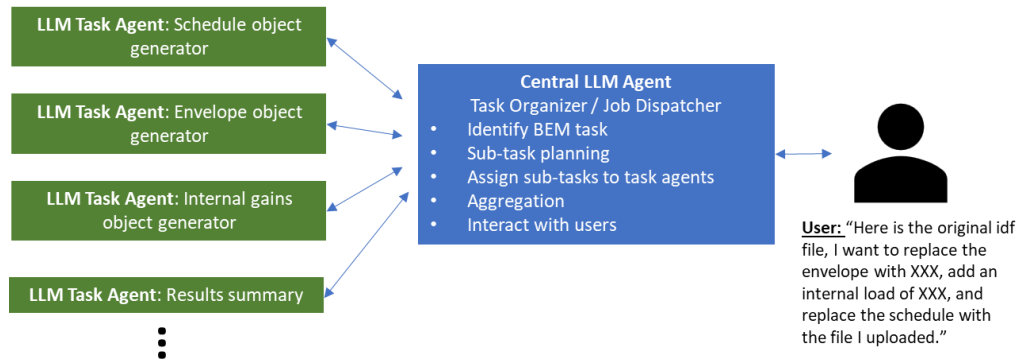 LLM Task Agent: Schedule object
generator
LLM Task Agent: Envelope object
generator
LLM Task Agent: Internal gains
object generator
LLM Task Agent: Results summary
Central LLM Agent
Task Organizer / Job Dispatcher
• Identify BEM task
• Sub-task planning
• Assign sub-tasks to task agents
• Aggregation
• Interact with users
User: “Here is the original idf
file, I want to replace the
envelope with XXX, add an
internal load of XXX, and
replace the schedule with
the file I uploaded.”